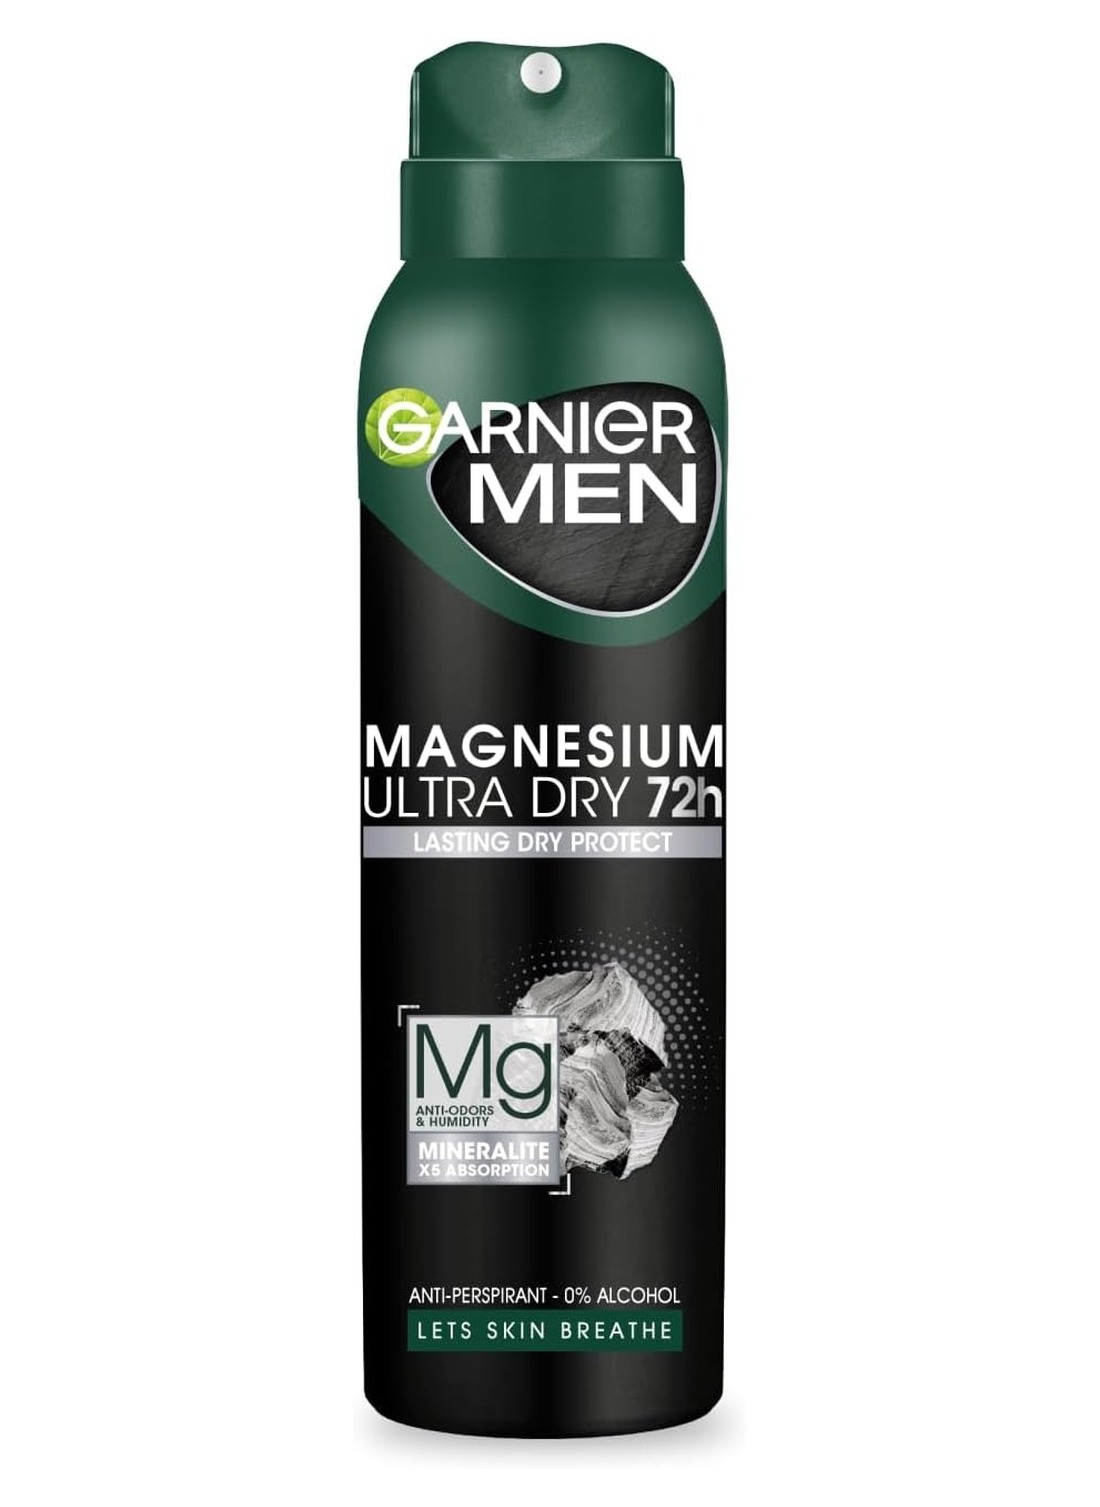 GARNIER
MEN
MAGNESIUM
ULTRA DRY 72h
LASTING DRY PROTECT
Mg
ANTI-ODORS
& HUMIDITY
MINERALITE
X5 ABSORPTION
ANTI-PERSPIRANT - 0% ALCOHOL
LETS SKIN BREATHE